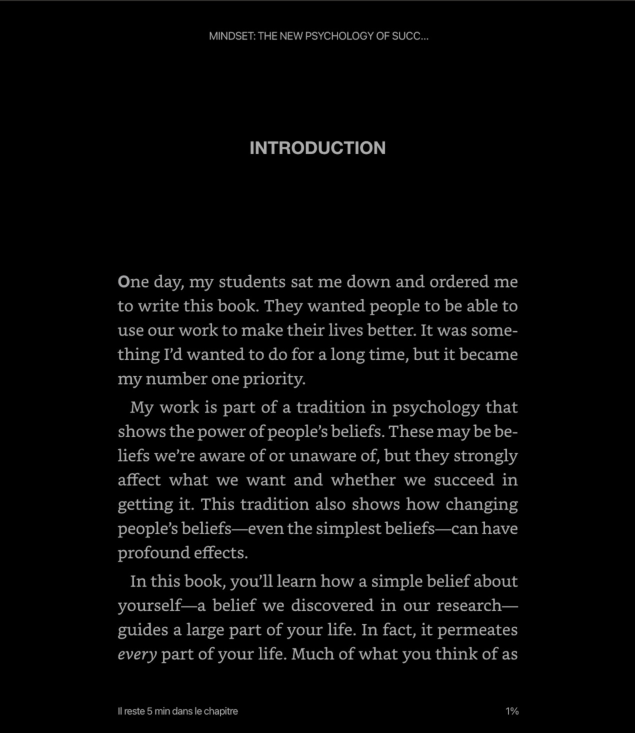 MINDSET: THE NEW PSYCHOLOGY OF SUCC...
INTRODUCTION
One day, my students sat me down and ordered me
to write this book. They wanted people to be able to
use our work to make their lives better. It was some-
thing I’d wanted to do for a long time, but it became
my number one priority.
My work is part of a tradition in psychology that
shows the power of people’s beliefs. These may be be-
liefs we’re aware of or unaware of, but they strongly
affect what we want and whether we succeed in
getting it. This tradition also shows how changing
people’s beliefs—even the simplest beliefs—can have
profound effects.
In this book, you’ll learn how a simple belief about
yourself—a belief we discovered in our research—
guides a large part of your life. In fact, it permeates
every part of your life. Much of what you think of as
Il reste 5 min dans le chapitre
1%